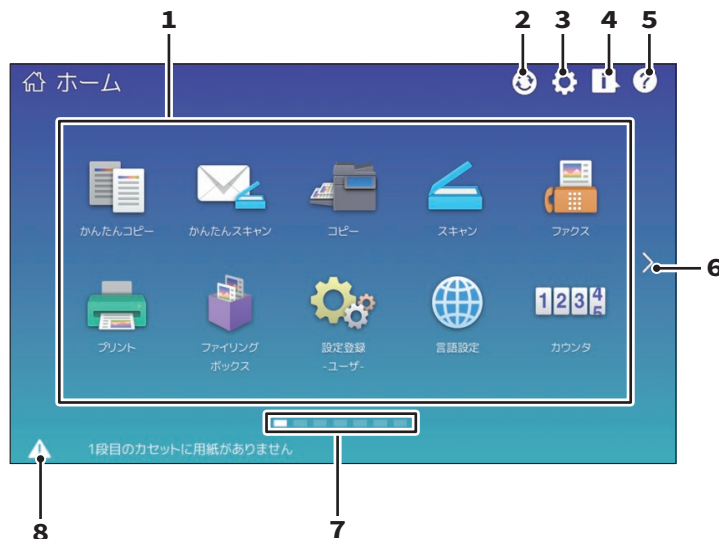 1 2 3 4 5
ホーム
かんたんコピー かんたんスキャン コピー スキャン ファクス
6
1234
5
プリント ファイリング 設定登録 言語設定 カウンタ
ボックス -ユーザ-
1段目のカセットに用紙がありません
8 7